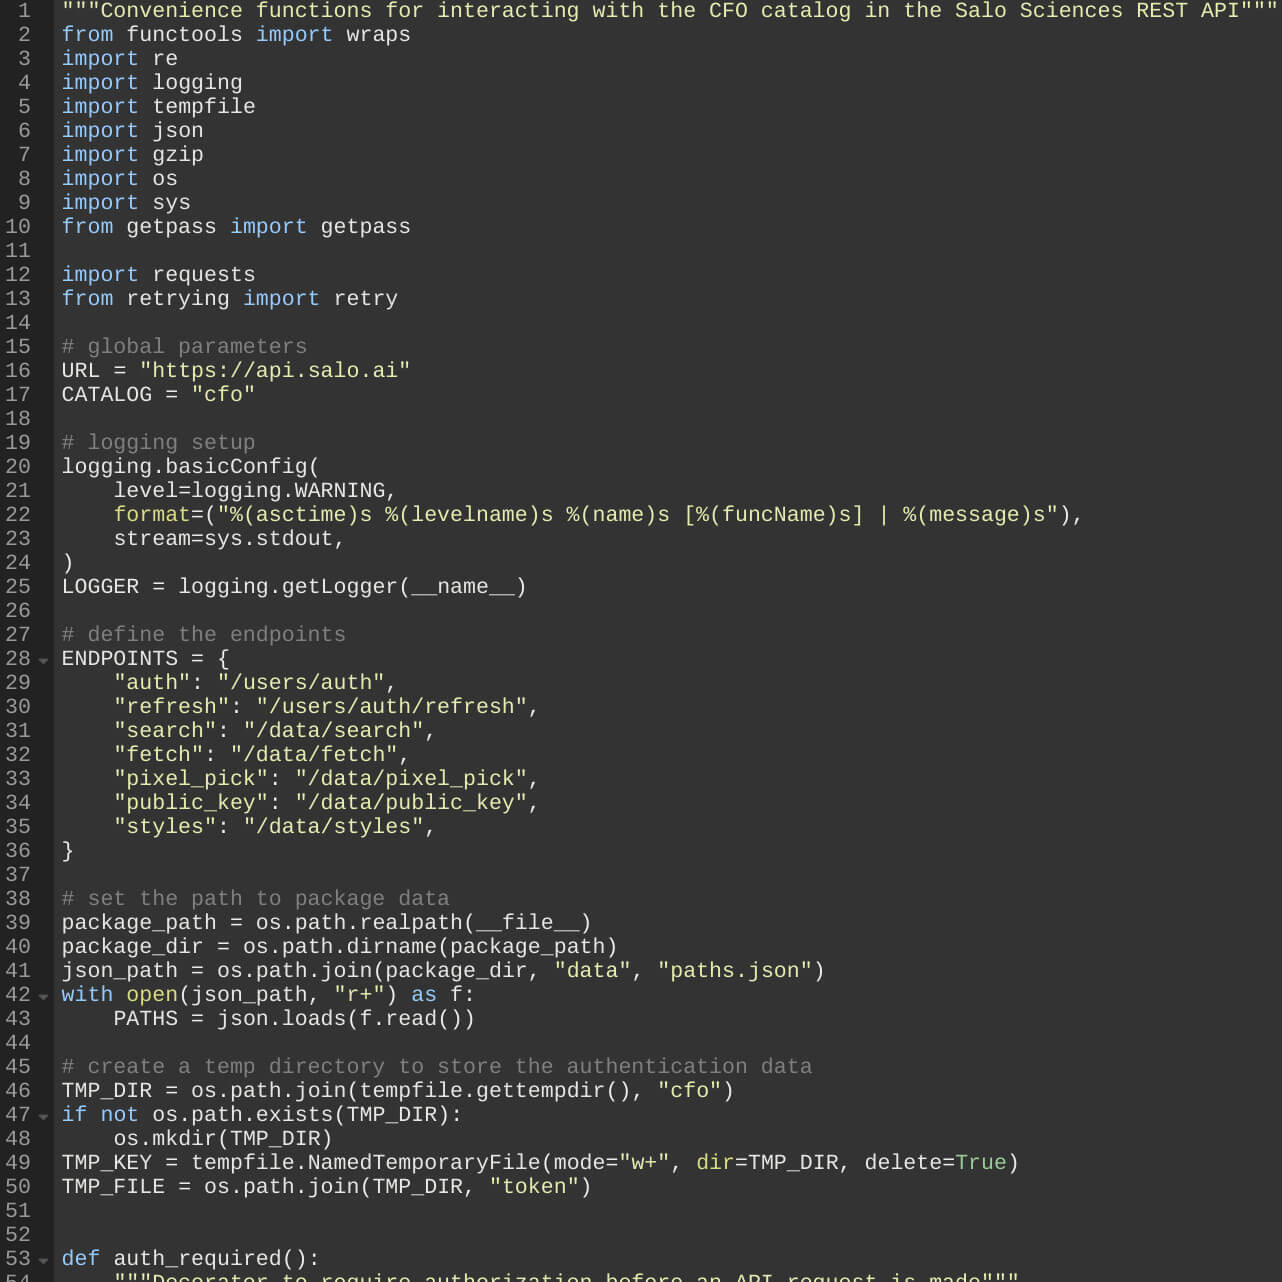 1 """Convenience functions for interacting with the CFO catalog in the Salo Sciences REST API"""
2 from functools import wraps
3 import re
4 import logging
5 import tempfile
6 import json
7 import gzip
8 import os
9 import sys
10 from getpass import getpass
11
12 import requests
13 from retrying import retry
14
15 # global parameters
16 URL = "https://api.salo.ai"
17 CATALOG = "cfo"
18
19 # logging setup
20 logging.basicConfig(
21     level=logging.WARNING,
22     format=("%(asctime)s %(levelname)s %(name)s [%(funcName)s] | %(message)s"),
23     stream=sys.stdout,
24 )
25 LOGGER = logging.getLogger(__name__)
26
27 # define the endpoints
28 ENDPOINTS = {
29     "auth": "/users/auth",
30     "refresh": "/users/auth/refresh",
31     "search": "/data/search",
32     "fetch": "/data/fetch",
33     "pixel_pick": "/data/pixel_pick",
34     "public_key": "/data/public_key",
35     "styles": "/data/styles",
36 }
37
38 # set the path to package data
39 package_path = os.path.realpath(__file__)
40 package_dir = os.path.dirname(package_path)
41 json_path = os.path.join(package_dir, "data", "paths.json")
42 with open(json_path, "r+") as f:
43     PATHS = json.loads(f.read())
44
45 # create a temp directory to store the authentication data
46 TMP_DIR = os.path.join(tempfile.gettempdir(), "cfo")
47 if not os.path.exists(TMP_DIR):
48     os.mkdir(TMP_DIR)
49 TMP_KEY = tempfile.NamedTemporaryFile(mode="w+", dir=TMP_DIR, delete=True)
50 TMP_FILE = os.path.join(TMP_DIR, "token")
51
52
53 def auth_required():
54     """Decorator to require authorization before an API request is made"""